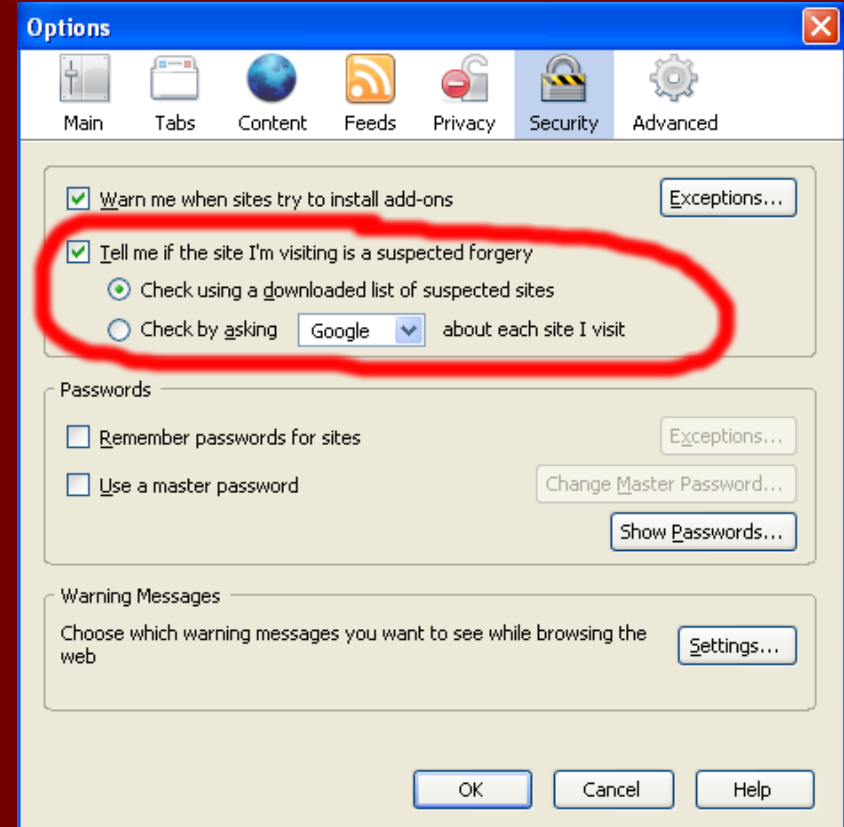 Options
Main Tabs Content Feeds Privacy Security Advanced
Warn me when sites try to install add-ons Exceptions...
Tell me if the site I'm visiting is a suspected forgery
Check using a downloaded list of suspected sites
Check by asking Google about each site I visit
Passwords
Remember passwords for sites Exceptions...
Use a master password Change Master Password...
Show Passwords...
Warning Messages
Choose which warning messages you want to see while browsing the
web
Settings...
OK Cancel Help